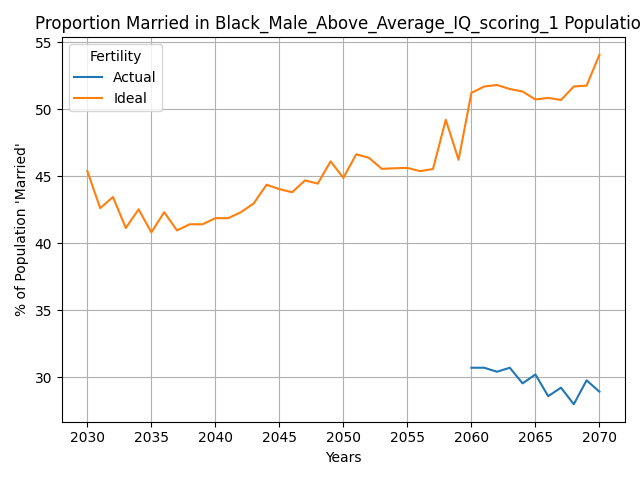 Proportion Married in Black_Male_Above_Average_IQ_scoring_1 Populatio
Fertility
Actual
Ideal
% of Population 'Married'
55
50
45
40
35
30
2030 2035 2040 2045 2050 2055 2060 2065 2070
Years